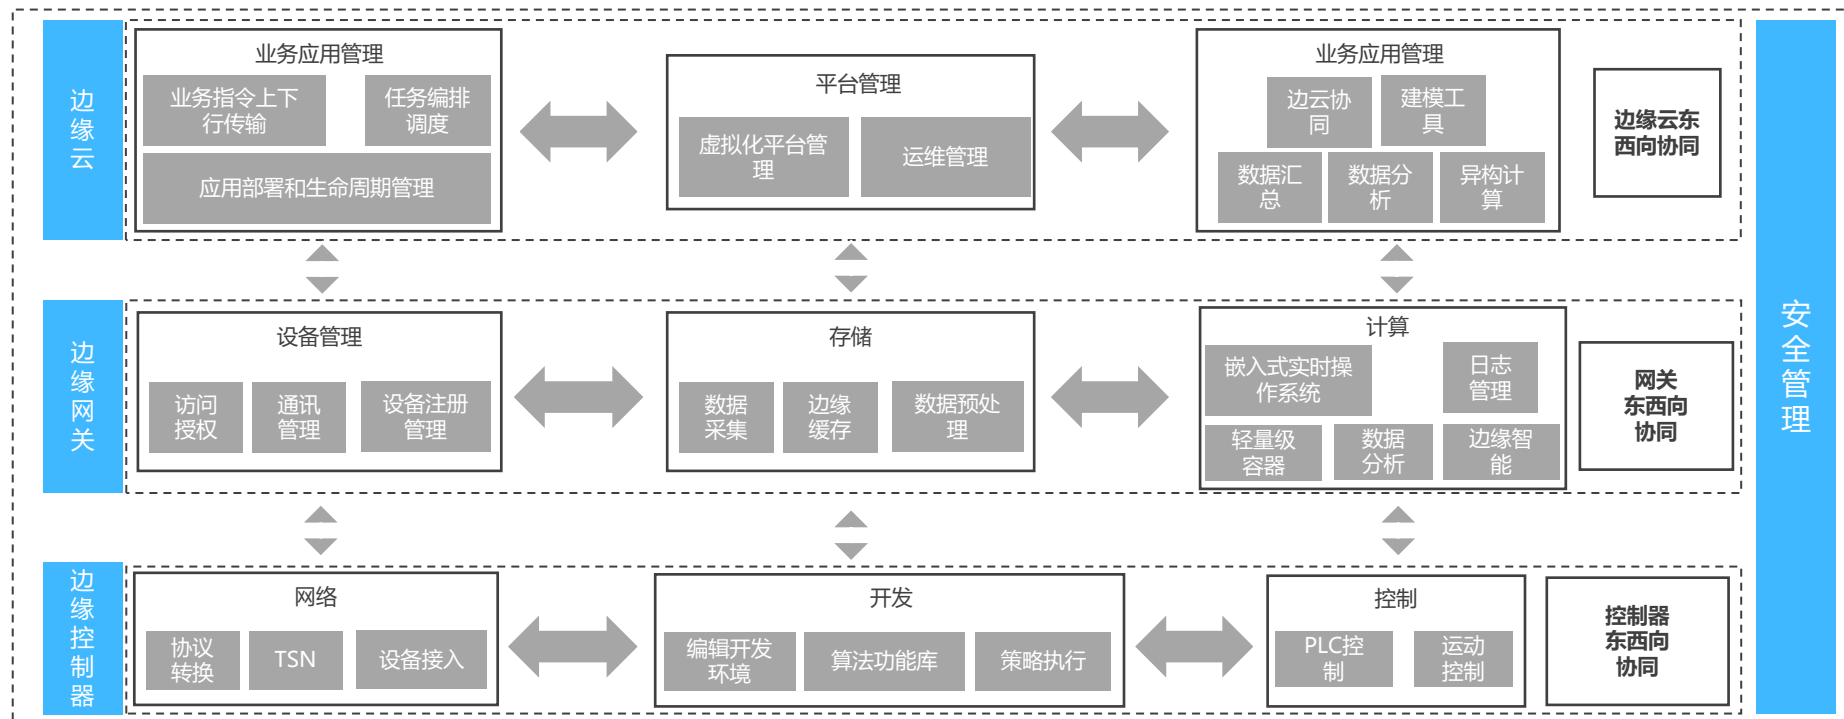 边
缘
云
业务应用管理
业务指令上下
行传输
任务编排
调度
应用部署和生命周期管理
平台管理
虚拟化平台管
理
运维管理
业务应用管理
边云协
同
建模工
具
数据汇
总
数据分
析
异构计
算
边缘云东
西向协同
边
缘
网
关
设备管理
访问
授权
通讯
管理
设备注册
管理
存储
数据
采集
边缘
缓存
数据预处
理
计算
嵌入式实时操
作系统
日志
管理
轻量级
容器
数据
分析
边缘智
能
网关
东西向
协同
边
缘
控
制
器
网络
协议
转换
TSN
设备接入
开发
编辑开发
环境
算法功能库
策略执行
控制
PLC控
制
运动
控制
控制器
东西向
协同
安
全
管
理